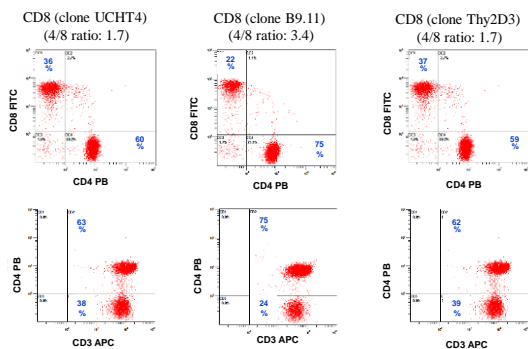 CD8 (clone UCHT4)
(4/8 ratio: 1.7)
CD8 (clone B9.11)
(4/8 ratio: 3.4)
CD8 (clone Thy2D3)
(4/8 ratio: 1.7)
36
%
60
%
CD8 FITC
CD4 PB
22
%
75
%
CD8 FITC
CD4 PB
37
%
59
%
CD8 FITC
CD4 PB
63
%
38
%
CD4 PB
CD3 APC
75
%
24
%
CD4 PB
CD3 APC
62
%
39
%
CD4 PB
CD3 APC